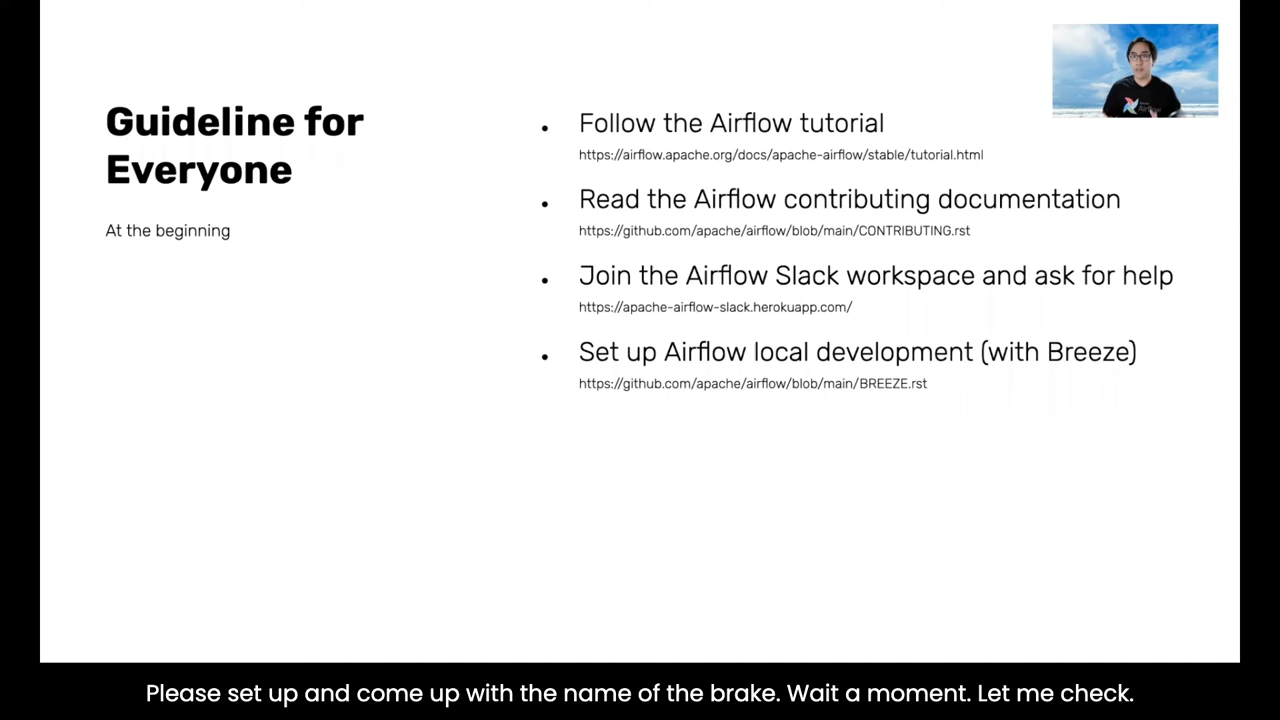 Guideline for
Everyone
At the beginning
Follow the Airflow tutorial
https://airflow.apache.org/docs/apache-airflow/stable/tutorial.html
Read the Airflow contributing documentation
https://github.com/apache/airflow/blob/main/CONTRIBUTING.rst
Join the Airflow Slack workspace and ask for help
https://apache-airflow-slack.herokuapp.com/
Set up Airflow local development (with Breeze)
https://github.com/apache/airflow/blob/main/BREEZE.rst
Please set up and come up with the name of the brake. Wait a moment. Let me check.